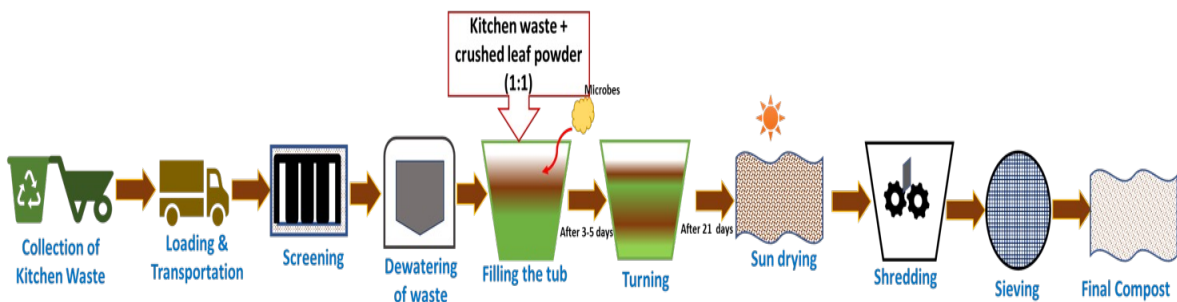 Kitchen waste +
crushed leaf powder
(1:1)
Microbes
Collection of
Kitchen Waste
Loading &
Transportation
Screening
Dewatering
of waste
Filling the tub
After 3-5 days
Turning
After 21 days
Sun drying
Shredding
Sieving
Final Compost